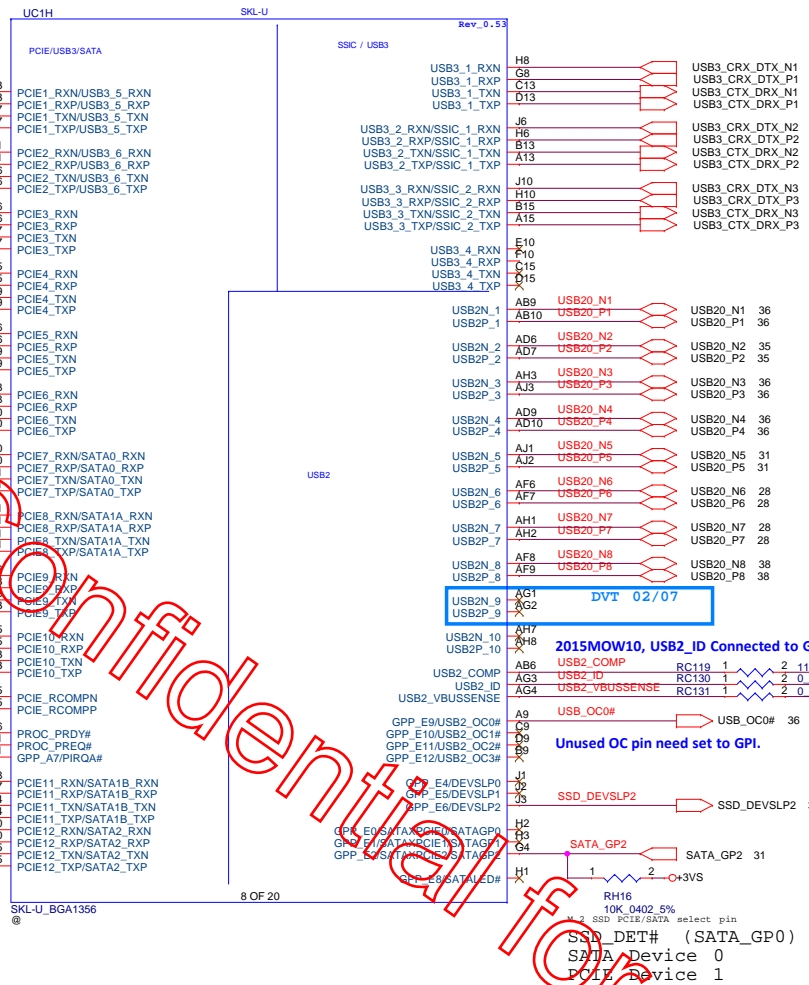 UC1H
SKL-U
Rev_0.53
PCIE/USB3/SATA
SSIC / USB3
USB3_1_RXN H8 USB3_CRX_DTX_N1
USB3_1_RXP G8 USB3_CRX_DTX_P1
USB3_1_TXN C13 USB3_CTX_DRX_N1
USB3_1_TXP D13 USB3_CTX_DRX_P1
PCIE1_RXN/USB3_5_RXN
PCIE1_RXP/USB3_5_RXP
PCIE1_TXN/USB3_5_TXN
PCIE1_TXP/USB3_5_TXP
USB3_2_RXN/SSIC_1_RXN J6 USB3_CRX_DTX_N2
USB3_2_RXP/SSIC_1_RXP H6 USB3_CRX_DTX_P2
USB3_2_TXN/SSIC_1_TXN B13 USB3_CTX_DRX_N2
USB3_2_TXP/SSIC_1_TXP A13 USB3_CTX_DRX_P2
PCIE2_RXN/USB3_6_RXN
PCIE2_RXP/USB3_6_RXP
PCIE2_TXN/USB3_6_TXN
PCIE2_TXP/USB3_6_TXP
USB3_3_RXN/SSIC_2_RXN J10 USB3_CRX_DTX_N3
USB3_3_RXP/SSIC_2_RXP H10 USB3_CRX_DTX_P3
USB3_3_TXN/SSIC_2_TXN B15 USB3_CTX_DRX_N3
USB3_3_TXP/SSIC_2_TXP A15 USB3_CTX_DRX_P3
PCIE3_RXN
PCIE3_RXP
PCIE3_TXN
PCIE3_TXP
USB3_4_RXN E10
USB3_4_RXP F10
USB3_4_TXN C15
USB3_4_TXP D15
PCIE4_RXN
PCIE4_RXP
PCIE4_TXN
PCIE4_TXP
USB2N_1 AB9 USB20_N1 USB20_N1 36
USB2P_1 AB10 USB20_P1 USB20_P1 36
PCIE5_RXN
PCIE5_RXP
PCIE5_TXN
PCIE5_TXP
USB2N_2 AD6 USB20_N2 USB20_N2 35
USB2P_2 AD7 USB20_P2 USB20_P2 35
USB2N_3 AH3 USB20_N3 USB20_N3 36
USB2P_3 AJ3 USB20_P3 USB20_P3 36
PCIE6_RXN
PCIE6_RXP
PCIE6_TXN
PCIE6_TXP
USB2N_4 AD9 USB20_N4 USB20_N4 36
USB2P_4 AD10 USB20_P4 USB20_P4 36
PCIE7_RXN/SATA0_RXN
PCIE7_RXP/SATA0_RXP
PCIE7_TXN/SATA0_TXN
PCIE7_TXP/SATA0_TXP
USB2
USB2N_5 AJ1 USB20_N5 USB20_N5 31
USB2P_5 AJ2 USB20_P5 USB20_P5 31
USB2N_6 AF6 USB20_N6 USB20_N6 28
USB2P_6 AF7 USB20_P6 USB20_P6 28
PCIE8_RXN/SATA1A_RXN
PCIE8_RXP/SATA1A_RXP
PCIE8_TXN/SATA1A_TXN
PCIE8_TXP/SATA1A_TXP
USB2N_7 AH1 USB20_N7 USB20_N7 28
USB2P_7 AH2 USB20_P7 USB20_P7 28
USB2N_8 AF8 USB20_N8 USB20_N8 38
USB2P_8 AF9 USB20_P8 USB20_P8 38
PCIE9_RXN
PCIE9_RXP
PCIE9_TXN
PCIE9_TXP
USB2N_9 AG1 DVT 02/07
USB2P_9 AG2
PCIE10_RXN
PCIE10_RXP
PCIE10_TXN
PCIE10_TXP
USB2N_10 AH7
USB2P_10 AH8
2015MOW10, USB2_ID Connected to G
USB2_COMP AB6 USB2_COMP RC119 1 2 11
USB2_ID AG3 USB2_ID RC130 1 2 0
USB2_VBUSSENSE AG4 USB2_VBUSSENSE RC131 1 2 0
PCIE_RCOMPN
PCIE_RCOMPP
GPP_E9/USB2_OC0# A9 USB_OC0# USB_OC0# 36
GPP_E10/USB2_OC1# C9
GPP_E11/USB2_OC2# D9
GPP_E12/USB2_OC3# B9
Unused OC pin need set to GPI.
PROC_PRDY#
PROC_PREQ#
GPP_A7/PIRQA#
GPP_E4/DEVSLP0 J1
GPP_E5/DEVSLP1 J2
GPP_E6/DEVSLP2 J3 SSD_DEVSLP2 SSD_DEVSLP2
PCIE11_RXN/SATA1B_RXN
PCIE11_RXP/SATA1B_RXP
PCIE11_TXN/SATA1B_TXN
PCIE11_TXP/SATA1B_TXP
PCIE12_RXN/SATA2_RXN
PCIE12_RXP/SATA2_RXP
PCIE12_TXN/SATA2_TXN
PCIE12_TXP/SATA2_TXP
GPP_E0/SATAXPCIE0/SATAGP0 H2
GPP_E1/SATAXPCIE1/SATAGP1 H3
GPP_E2/SATAXPCIE2/SATAGP2 G4 SATA_GP2 SATA_GP2 31
GPP_E8/SATALED# H1
1 2 +3VS
RH16
10K_0402_5%
8 OF 20
SKL-U_BGA1356
@
M.2 SSD PCIE/SATA select pin
SSD_DET# (SATA_GP0)
SATA Device 0
PCIE Device 1
onfidential for